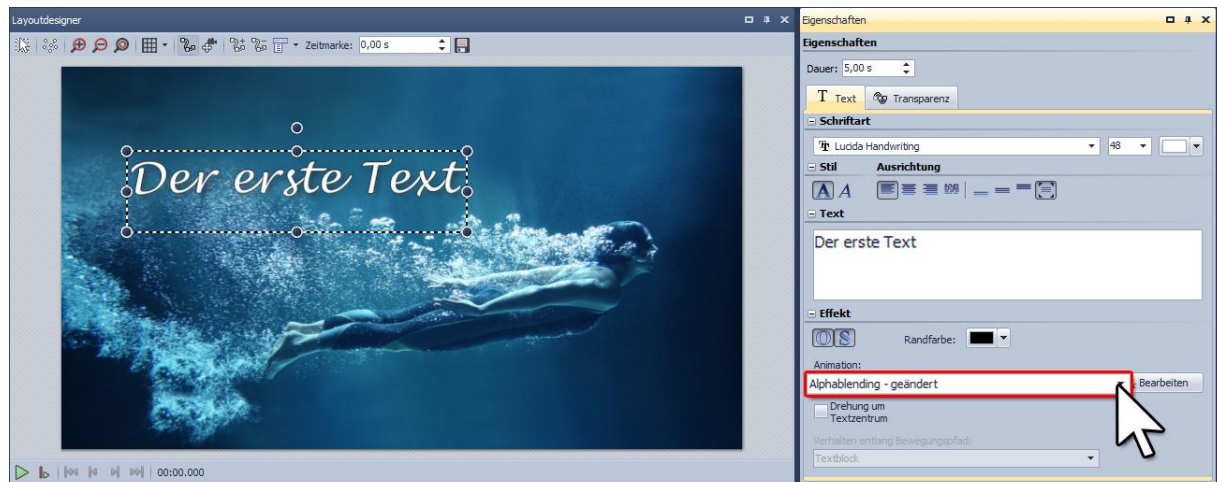 Layoutdesigner
Zeitmarke: 0,00 s
Der erste Text
00:00.000
Eigenschaften
Eigenschaften
Dauer: 5,00 s
T Text Transparenz
Schriftart
Lucida Handwriting 48
Stil Ausrichtung
A A
Text
Der erste Text
Effekt
O S Randfarbe:
Animation:
Alphablending - geändert Bearbeiten
Drehung um
Textzentrum
Verhalten entlang Bewegungspfad:
Textblock